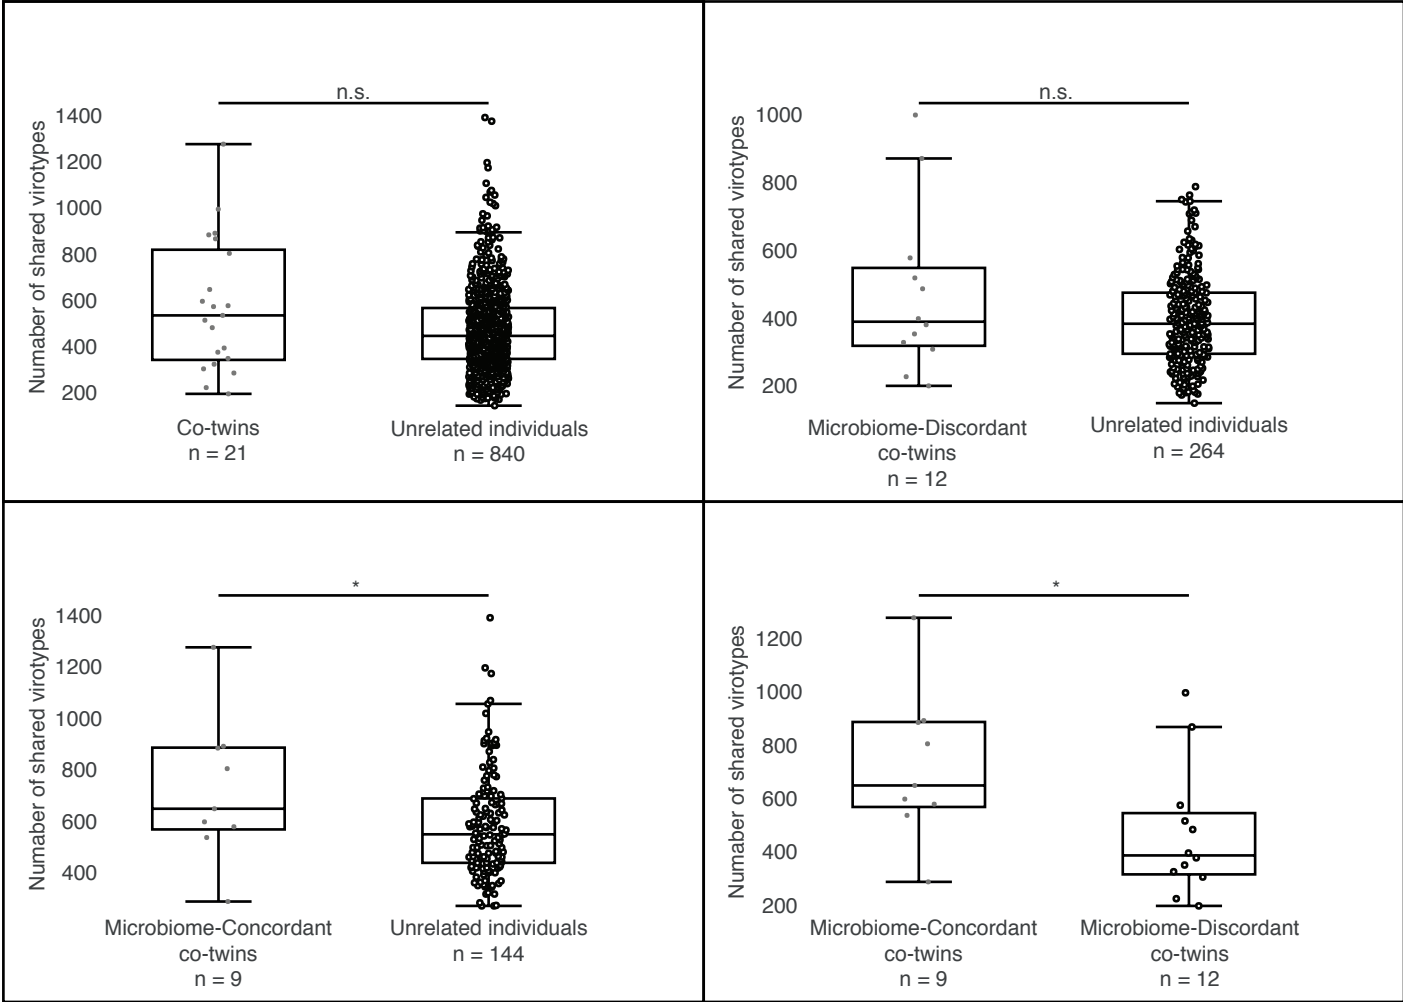 n.s.
Numaber of shared virotypes
1400
1200
1000
800
600
400
200
Co-twins
n = 21
Unrelated individuals
n = 840
n.s.
Numaber of shared virotypes
1000
800
600
400
200
Microbiome-Discordant
co-twins
n = 12
Unrelated individuals
n = 264
*
Numaber of shared virotypes
1400
1200
1000
800
600
400
Microbiome-Concordant
co-twins
n = 9
Unrelated individuals
n = 144
*
Numaber of shared virotypes
1200
1000
800
600
400
200
Microbiome-Concordant
co-twins
n = 9
Microbiome-Discordant
co-twins
n = 12